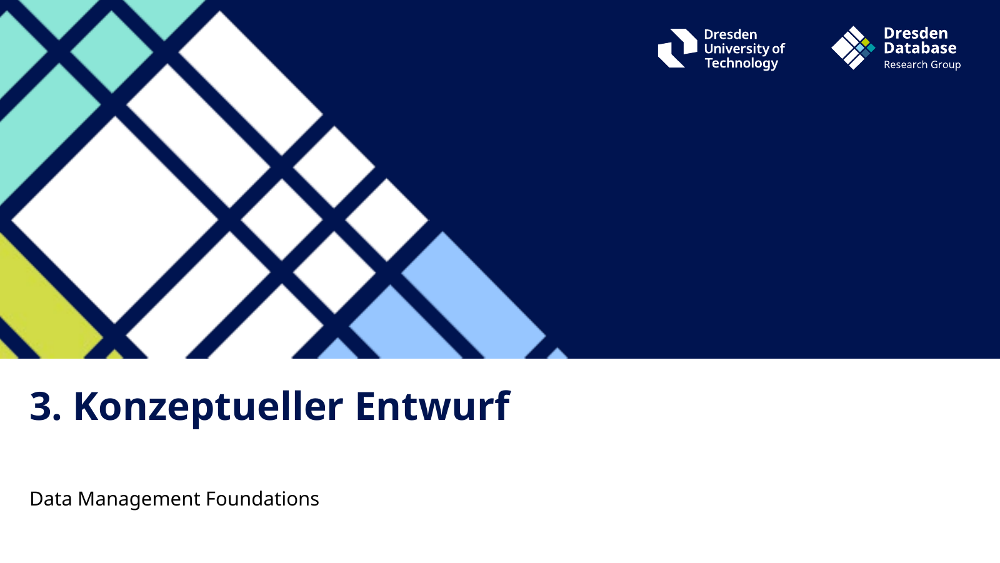 Dresden
University of
Technology
Dresden
Database
Research Group
3. Konzeptueller Entwurf
Data Management Foundations